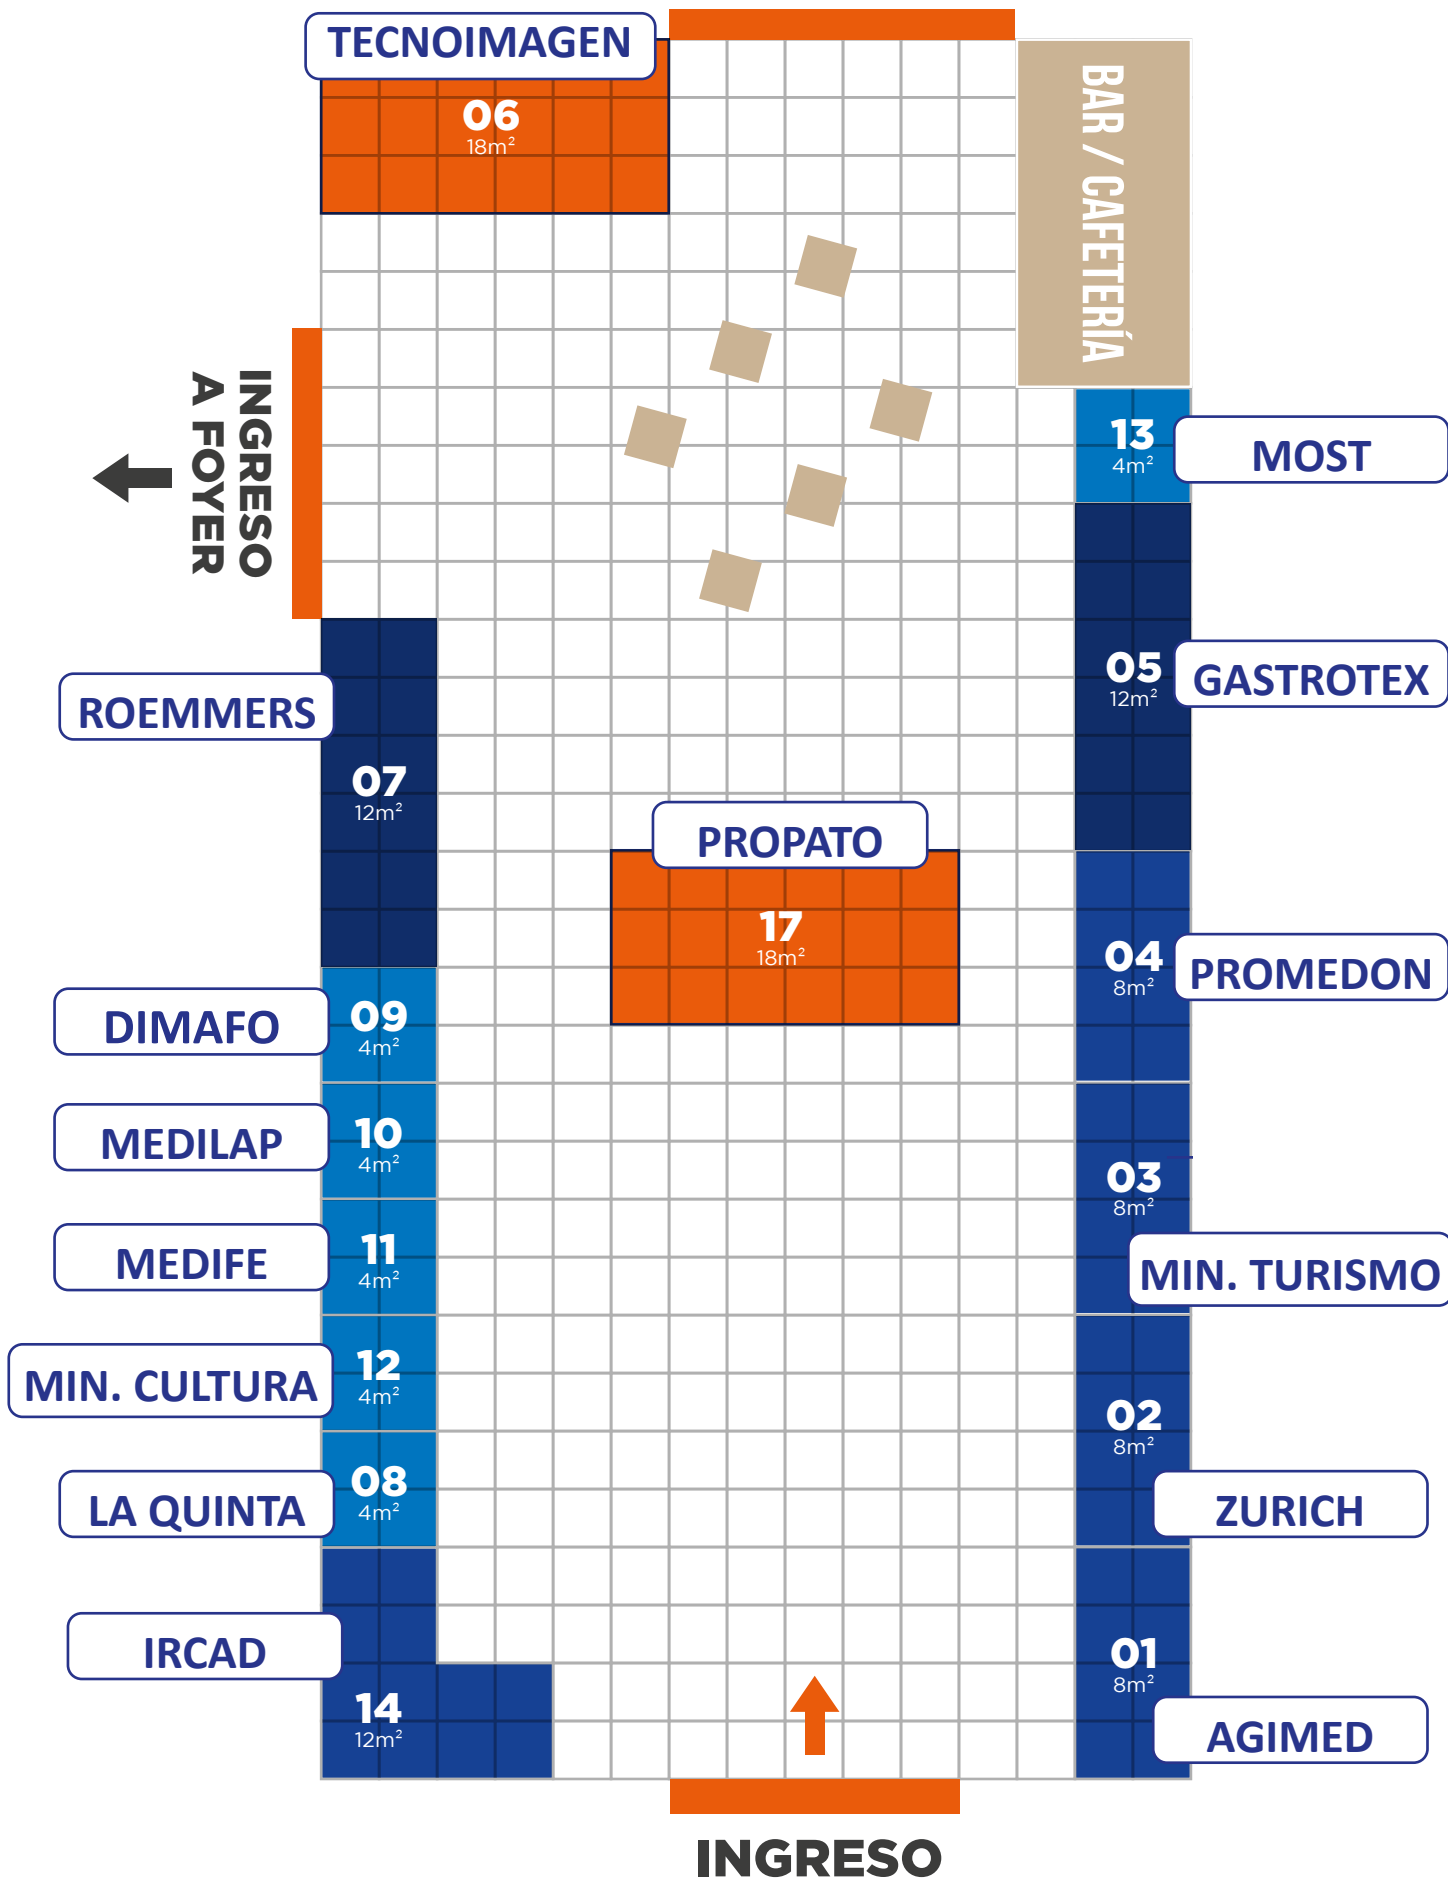 TECNOIMAGEN
06
18m²
BAR / CAFETERÍA
INGRESO
A FOYER
13
4m²
MOST
05
12m²
GASTROTEX
ROEMMERS
07
12m²
PROPATO
17
18m²
04
8m²
PROMEDON
DIMAFO
09
4m²
MEDILAP
10
4m²
03
8m²
MEDIFE
11
4m²
MIN. TURISMO
MIN. CULTURA
12
4m²
02
8m²
LA QUINTA
08
4m²
ZURICH
IRCAD
14
12m²
01
8m²
AGIMED
INGRESO